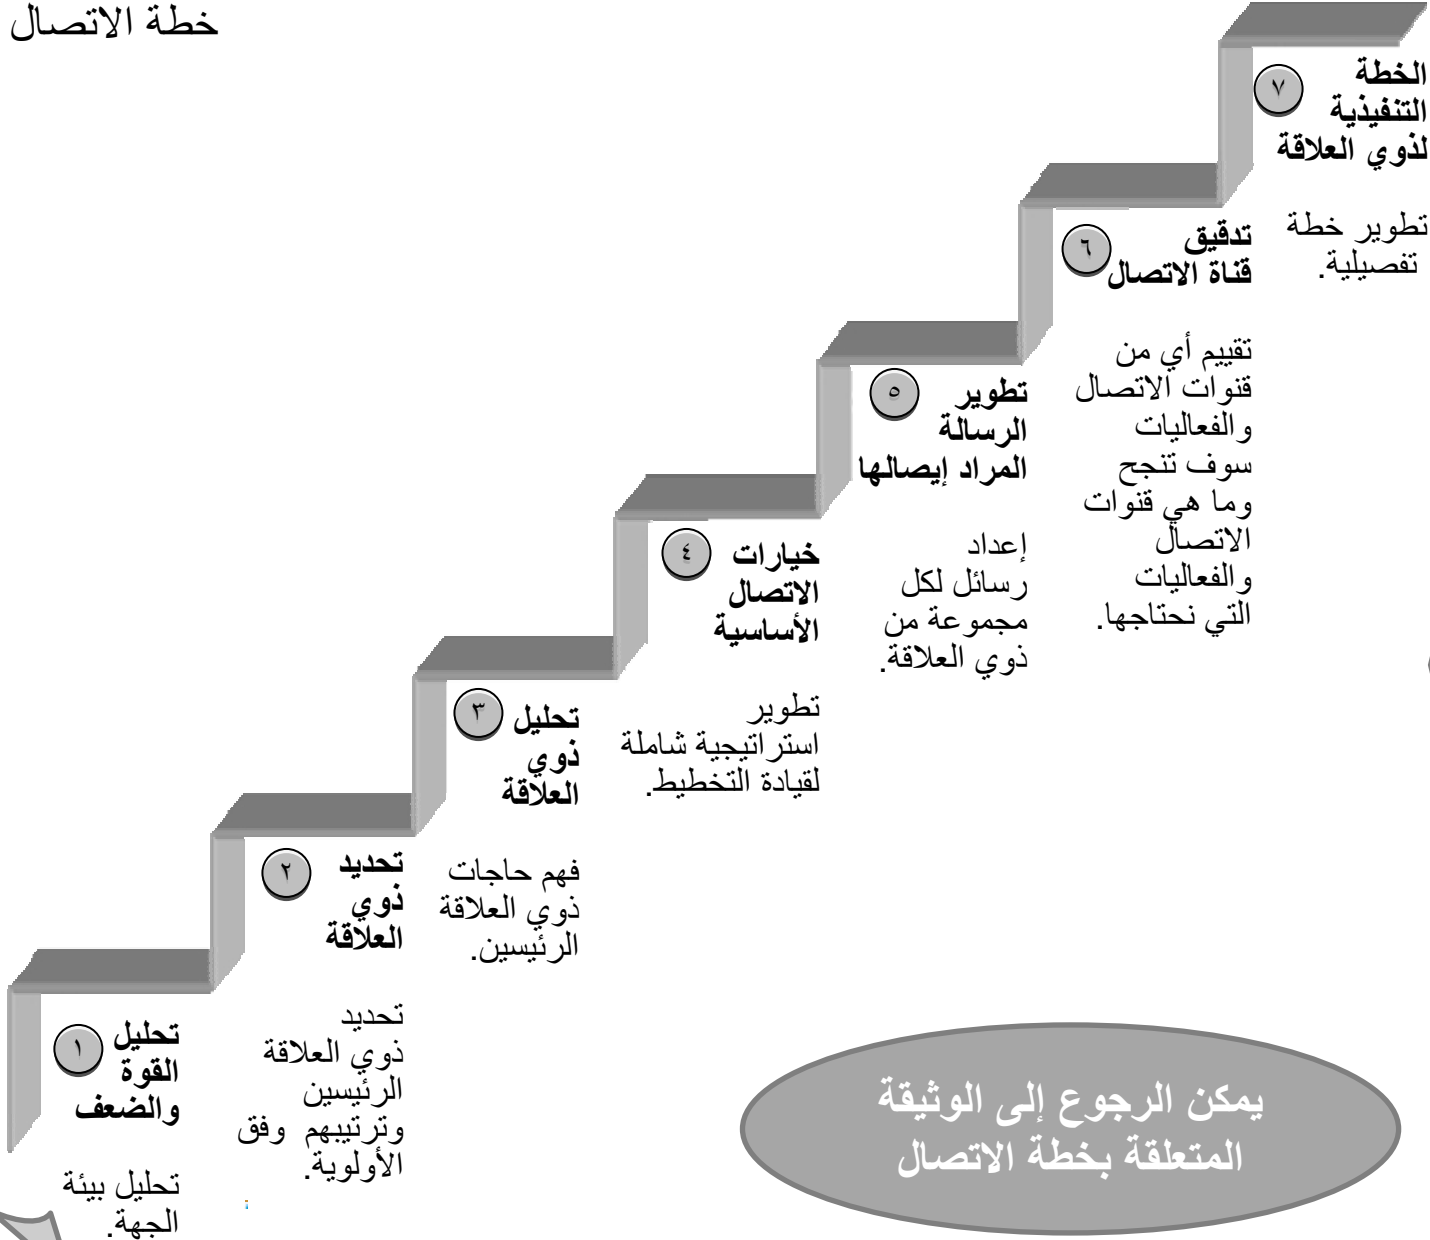 خطة الاتصال
١
تحليل
القوة
والضعف
تحليل بيئة
الجهة.
٢
تحديد
ذوي
العلاقة
تحديد
ذوي العلاقة
الرئيسين
وترتيبهم وفق
الأولوية.
٣
تحليل
ذوي
العلاقة
فهم حاجات
ذوي العلاقة
الرئيسين.
٤
خيارات
الاتصال
الأساسية
تطوير
استراتيجية شاملة
لقيادة التخطيط.
٥
تطوير
الرسالة
المراد إيصالها
إعداد
رسائل لكل
مجموعة من
ذوي العلاقة.
٦
تدقيق
قناة الاتصال
تقييم أي من
قنوات الاتصال
والفعاليات
سوف تنجح
وما هي قنوات
الاتصال
والفعاليات
التي نحتاجها.
٧
الخطة
التنفيذية
لذوي العلاقة
تطوير خطة
تفصيلية.
يمكن الرجوع إلى الوثيقة
المتعلقة بخطة الاتصال